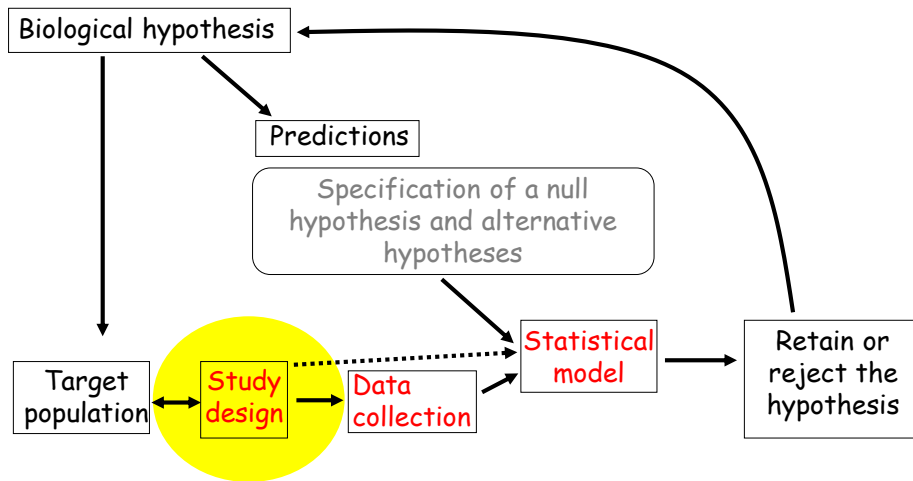 Biological hypothesis
Predictions
Specification of a null
hypothesis and alternative
hypotheses
Target
population
Study
design
Data
collection
Statistical
model
Retain or
reject the
hypothesis